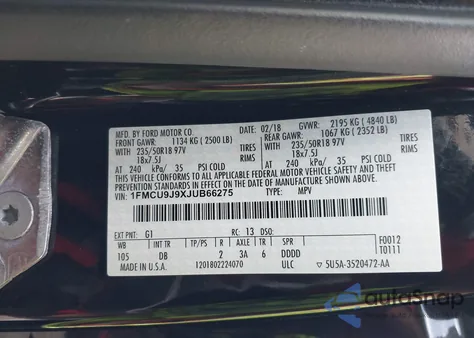 MFD. BY FORD MOTOR CO.
02/18 GVWR: 2195 KG ( 4840 LB)
FRONT GAWR: 1134 KG ( 2500 LB) REAR GAWR: 1067 KG ( 2352 LB)
WITH 235/50R18 97V TIRES WITH 235/50R18 97V TIRES
18x7.5J RIMS 18x7.5J RIMS
AT 240 kPa/ 35 PSI COLD AT 240 kPa/ 35 PSI COLD
THIS VEHICLE CONFORMS TO ALL APPLICABLE FEDERAL MOTOR VEHICLE SAFETY
AND THEFT PREVENTION STANDARDS IN EFFECT ON THE DATE OF MANUFACTURE SHOWN ABOVE.
VIN: 1FMCU9J9XJUB66275 TYPE: MPV
EXT PNT: G1 RC: 13 DSO:
WB INT TR TP/PS R AXLE TR SPR
105 DB 2 3A 6 DDDD
F0012
T0111
MADE IN U.S.A. 1201802224070 ULC
5U5A-3520472-AA
autoSnap